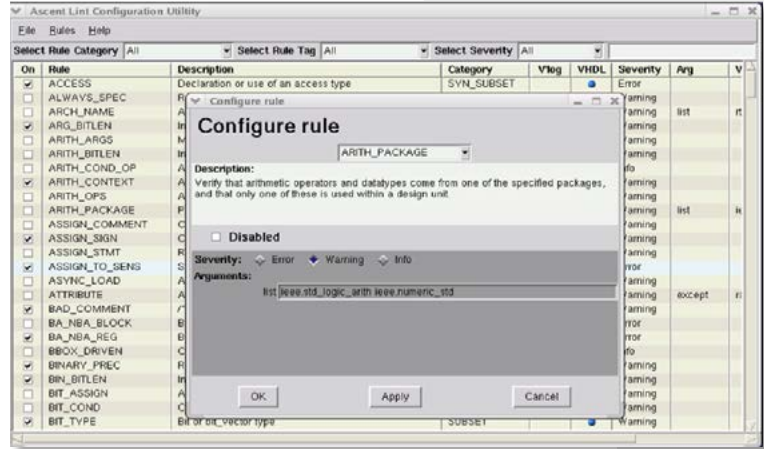 Ascent Lint Configuration Utiltity
File Rules Help
Select Rule Category All Select Rule Tag All Select Severity All
On Rule Description Category Vlog VHDL Severity Arg V
ACCESS Declaration or use of an access type SYN_SUBSET Error
ALWAYS_SPEC
ARCH_NAME list
ARG_BITLEN
ARITH_ARGS
ARITH_BITLEN
ARITH_COND_OP
ARITH_CONTEXT
ARITH_OPS
ARITH_PACKAGE list
ASSIGN_COMMENT
ASSIGN_SIGN
ASSIGN_STMT
ASSIGN_TO_SENS
ASYNC_LOAD
ATTRIBUTE except
BAD_COMMENT
BA_NBA_BLOCK
BA_NBA_REG
BBOX_DRIVEN
BINARY_PREC
BIN_BITLEN
BIT_ASSIGN
BIT_COND
BIT_TYPE Bit or bit_vector type SUBSET Warning
Configure rule
Configure rule
ARITH_PACKAGE
Description:
Verify that arithmetic operators and datatypes come from one of the specified packages,
and that only one of these is used within a design unit
Disabled
Severity: Error Warning Info
Arguments:
list ieee.std_logic_arith ieee.numeric_std
OK Apply Cancel